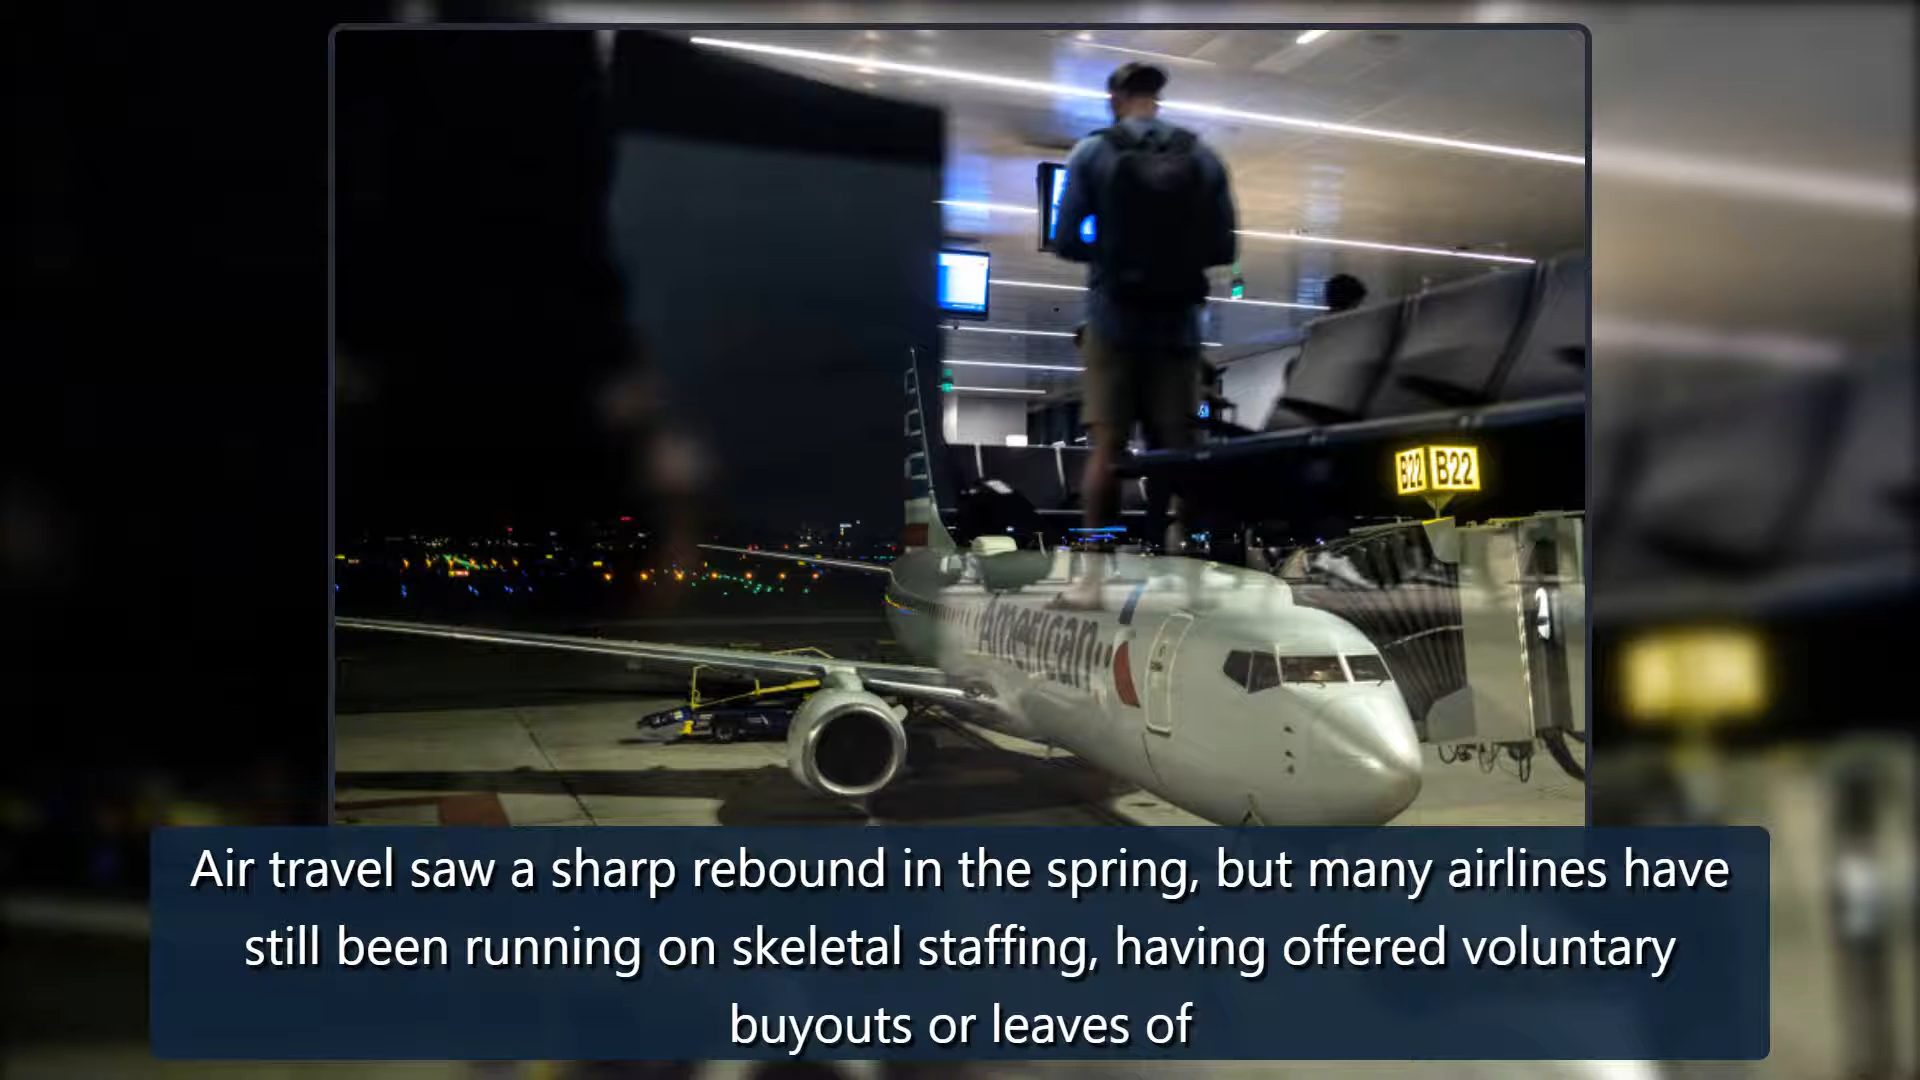 B22 B22
American
Air travel saw a sharp rebound in the spring, but many airlines have
still been running on skeletal staffing, having offered voluntary
buyouts or leaves of